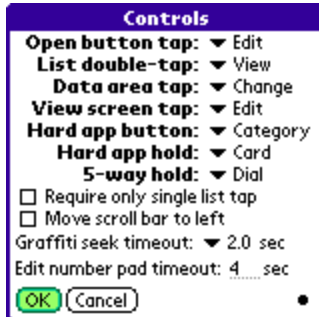 Controls
Open button tap: Edit
List double-tap: View
Data area tap: Change
View screen tap: Edit
Hard app button: Category
Hard app hold: Card
5-way hold: Dial
Require only single list tap
Move scroll bar to left
Graffiti seek timeout: 2.0 sec
Edit number pad timeout: 4 sec
OK Cancel